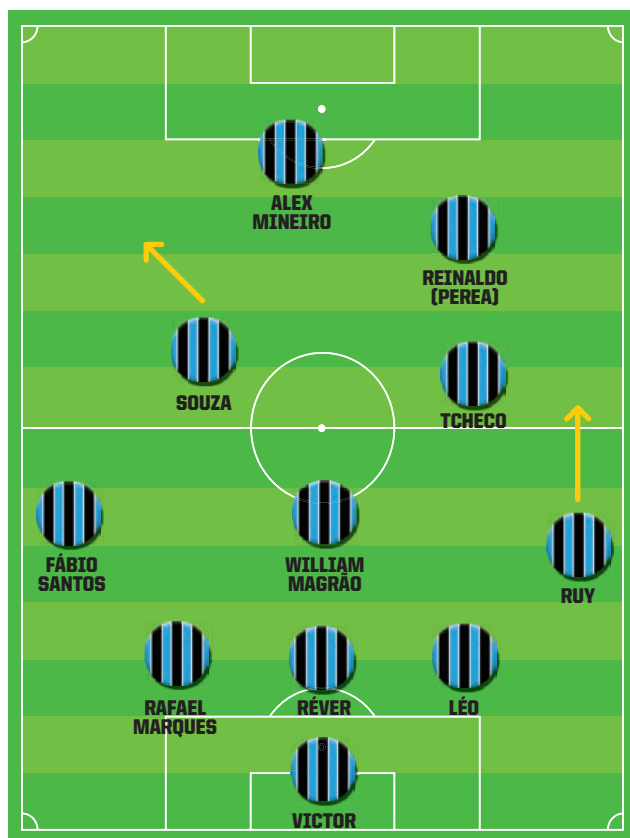 ALEX
MINEIRO
REINALDO
(PEREA)
SOUZA
TCHECO
FÁBIO
SANTOS
WILLIAM
MAGRÃO
RUY
RAFAEL
MARQUES
RÉVER
LÉO
VICTOR